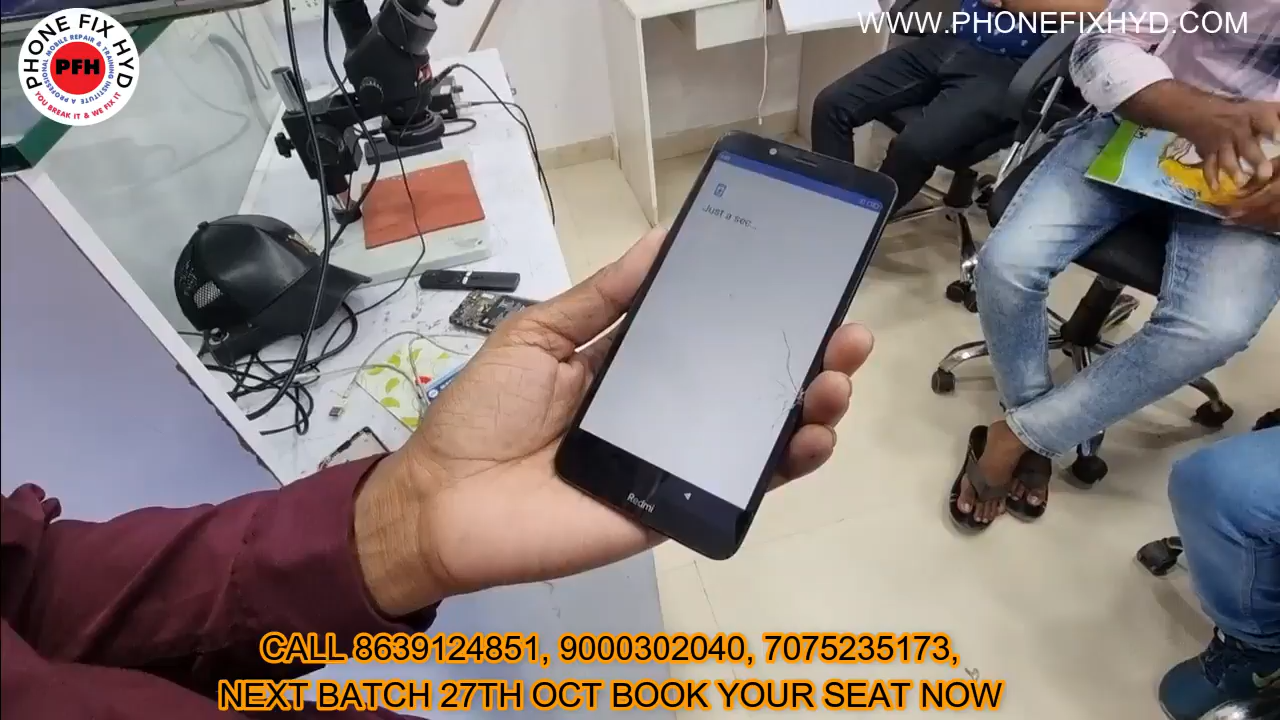 PHONE FIX HYD
MOBILE REPAIR & TRAINING INSTITUTE A PROFESSIONAL
PFH
YOU BREAK IT & WE FIX IT
WWW.PHONEFIXHYD.COM
Just a sec...
Redmi
CALL 8639124851, 9000302040, 7075235173,
NEXT BATCH 27TH OCT BOOK YOUR SEAT NOW